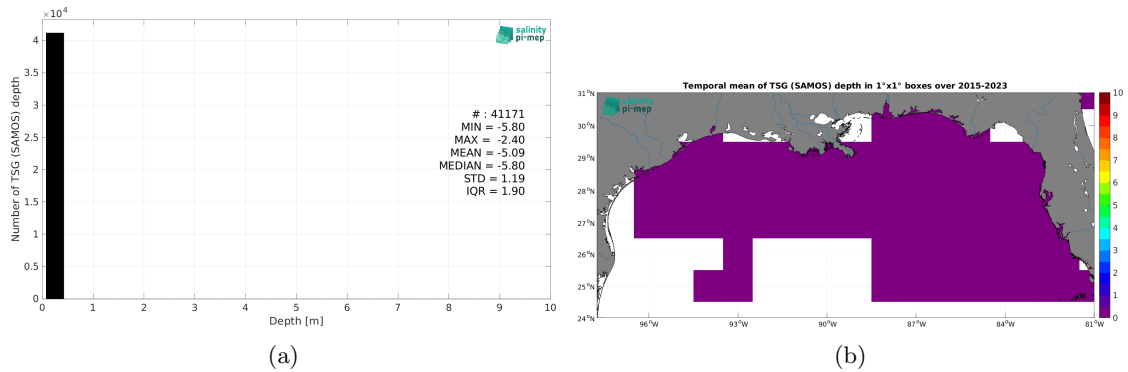 ×10⁴
salinity
pi-mep
4
3.5
3
2.5
2
1.5
1
0.5
0
Number of TSG (SAMOS) depth
# : 41171
MIN = -5.80
MAX = -2.40
MEAN = -5.09
MEDIAN = -5.80
STD = 1.19
IQR = 1.90
0 1 2 3 4 5 6 7 8 9 10
Depth [m]
(a)
Temporal mean of TSG (SAMOS) depth in 1°x1° boxes over 2015-2023
salinity
pi-mep
31°N
30°N
29°N
28°N
27°N
26°N
25°N
24°N
96°W 93°W 90°W 87°W 84°W 81°W
10
9
8
7
6
5
4
3
2
1
0
(b)